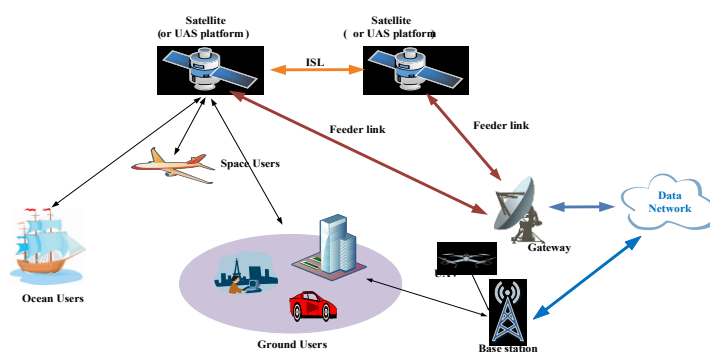 Satellite
(or UAS platform)
Satellite
( or UAS platform)
ISL
Feeder link
Feeder link
Space Users
Data
Network
Gateway
UAV
Ocean Users
Ground Users
Base station